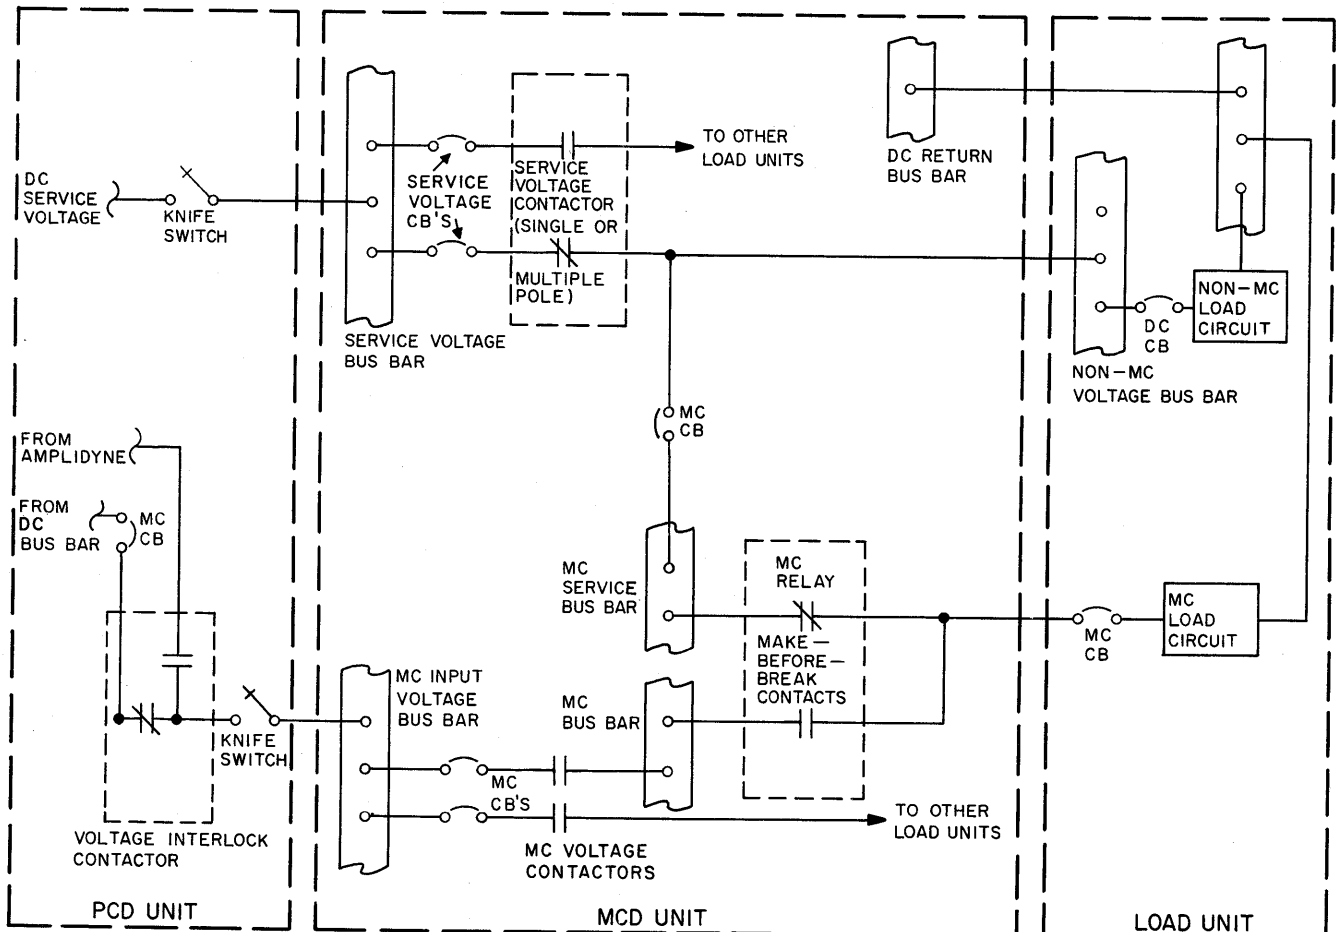 DC
SERVICE
VOLTAGE
KNIFE
SWITCH
FROM
AMPLIDYNE
FROM
DC
BUS BAR
MC
CB
KNIFE
SWITCH
VOLTAGE INTERLOCK
CONTACTOR
PCD UNIT
SERVICE
VOLTAGE
CB'S
SERVICE
VOLTAGE
CONTACTOR
(SINGLE OR
MULTIPLE
POLE)
TO OTHER
LOAD UNITS
SERVICE VOLTAGE
BUS BAR
MC
CB
MC
SERVICE
BUS BAR
MC
RELAY
MAKE—
BEFORE—
BREAK
CONTACTS
MC INPUT
VOLTAGE
BUS BAR
MC
BUS BAR
MC
CB'S
MC VOLTAGE
CONTACTORS
TO OTHER
LOAD UNITS
MCD UNIT
DC RETURN
BUS BAR
NON—MC
LOAD
CIRCUIT
DC
CB
NON—MC
VOLTAGE BUS BAR
MC
CB
MC
LOAD
CIRCUIT
LOAD UNIT